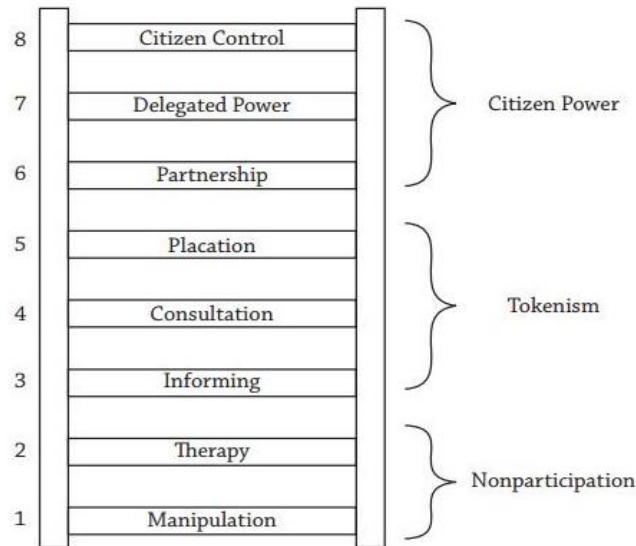 8 Citizen Control
7 Delegated Power
Citizen Power
6 Partnership
5 Placation
4 Consultation
Tokenism
3 Informing
2 Therapy
Nonparticipation
1 Manipulation